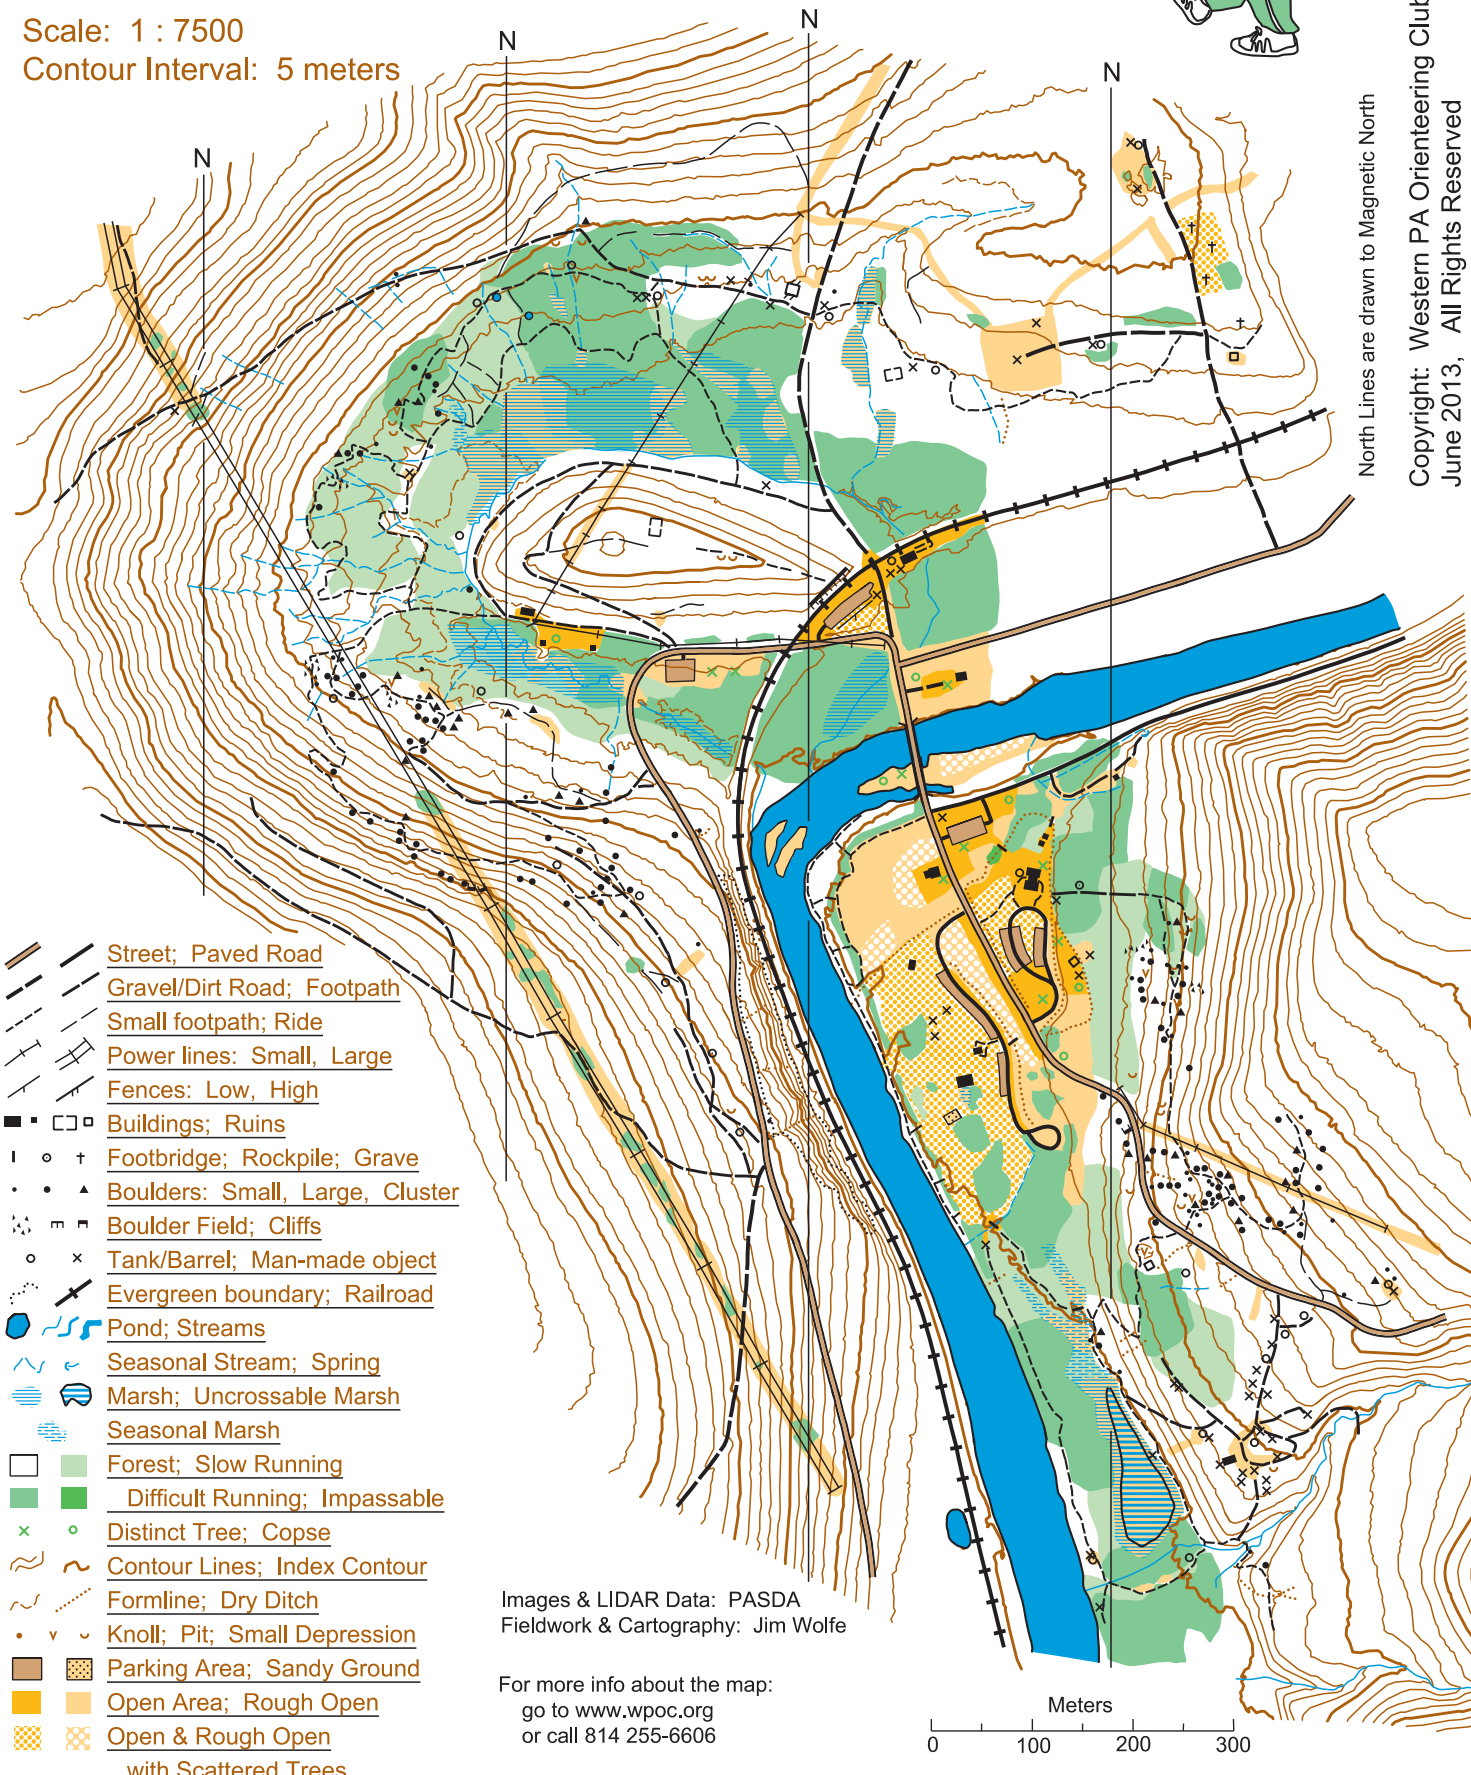 Scale: 1 : 7500
Contour Interval: 5 meters
N
N
N
N
North Lines are drawn to Magnetic North
Copyright: Western PA Orienteering Club
June 2013, All Rights Reserved
Street; Paved Road
Gravel/Dirt Road; Footpath
Small footpath; Ride
Power lines: Small, Large
Fences: Low, High
Buildings; Ruins
Footbridge; Rockpile; Grave
Boulders: Small, Large, Cluster
Boulder Field; Cliffs
Tank/Barrel; Man-made object
Evergreen boundary; Railroad
Pond; Streams
Seasonal Stream; Spring
Marsh; Uncrossable Marsh
Seasonal Marsh
Forest; Slow Running
Difficult Running; Impassable
Distinct Tree; Copse
Contour Lines; Index Contour
Formline; Dry Ditch
Knoll; Pit; Small Depression
Parking Area; Sandy Ground
Open Area; Rough Open
Open & Rough Open
with Scattered Trees
Images & LIDAR Data: PASDA
Fieldwork & Cartography: Jim Wolfe
For more info about the map:
go to www.wpoc.org
or call 814 255-6606
Meters
0 100 200 300